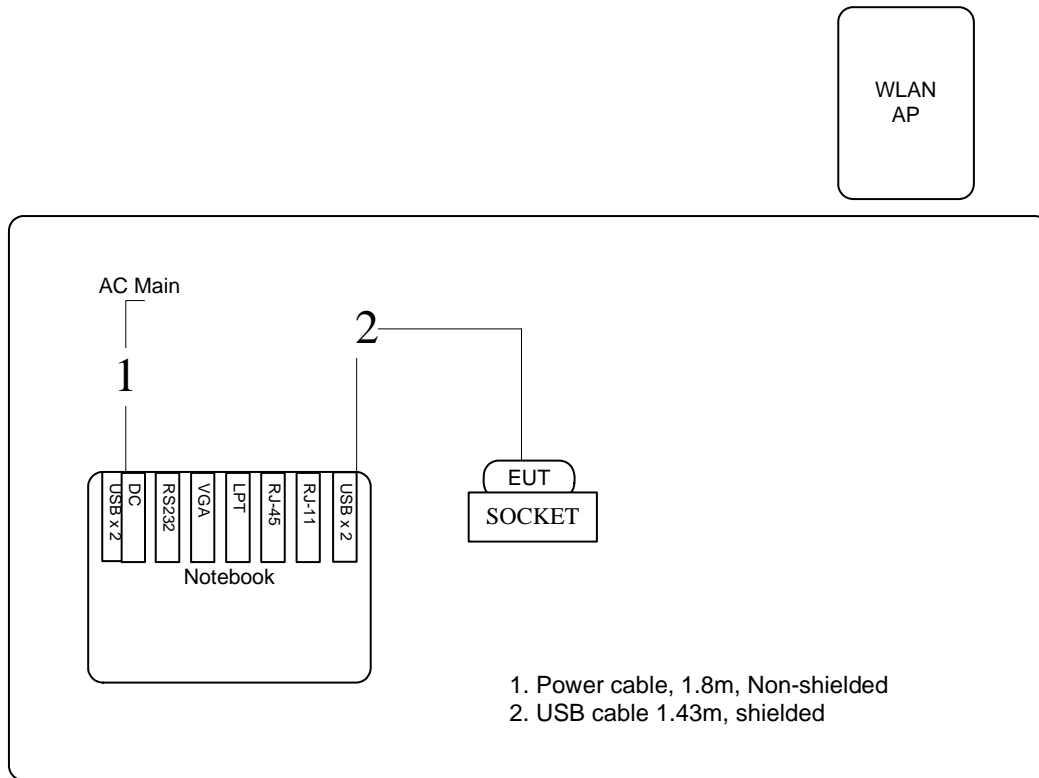 WLAN
AP
AC Main
2
1
EUT
SOCKET
USB x 2
DC
RS232
VGA
LPT
RJ-45
RJ-11
USB x 2
Notebook
1. Power cable, 1.8m, Non-shielded
2. USB cable 1.43m, shielded